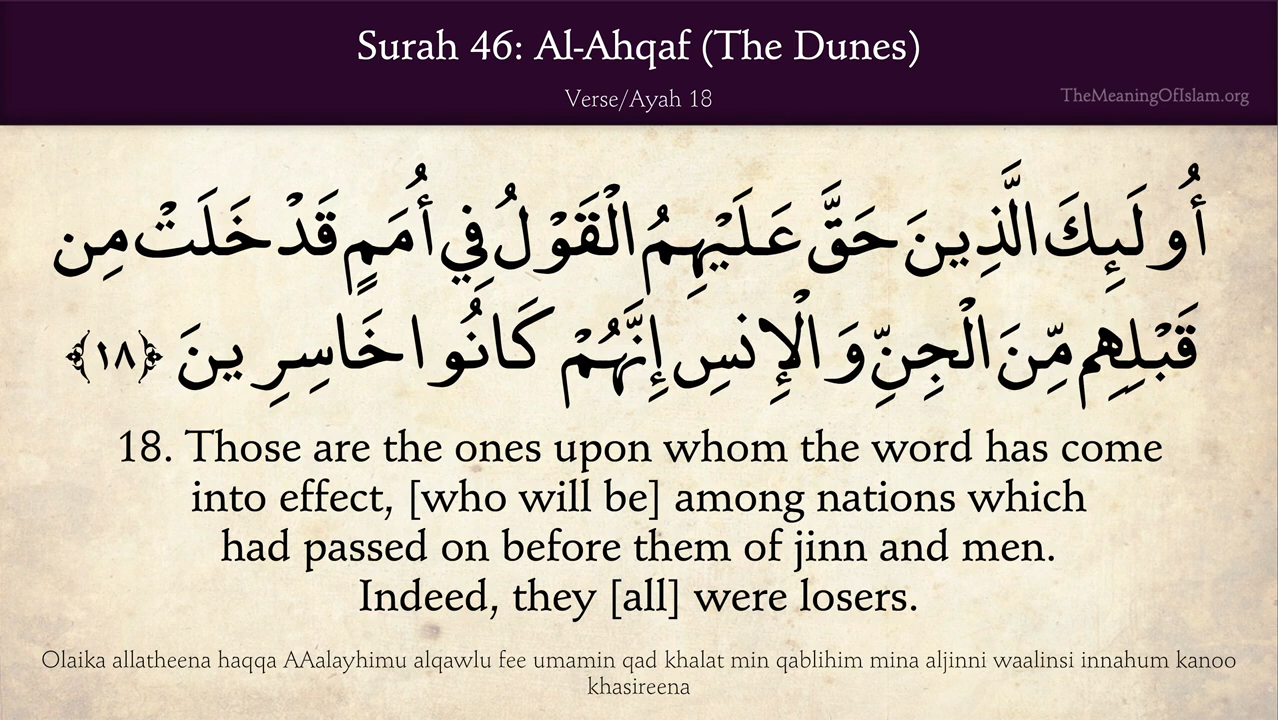 Surah 46: Al-Ahqaf (The Dunes)
Verse/Ayah 18
TheMeaningOfIslam.org
أُولَٰئِكَ الَّذِينَ حَقَّ عَلَيْهِمُ الْقَوْلُ فِي أُمَمٍ قَدْ خَلَتْ مِن
قَبْلِهِم مِّنَ الْجِنِّ وَالْإِنسِ إِنَّهُمْ كَانُوا خَاسِرِينَ ﴿١٨﴾
18. Those are the ones upon whom the word has come
into effect, [who will be] among nations which
had passed on before them of jinn and men.
Indeed, they [all] were losers.
Olaika allatheena haqqa AAalayhimu alqawlu fee umamin qad khalat min qablihim mina aljinni waalinsi innahum kanoo
khasireena